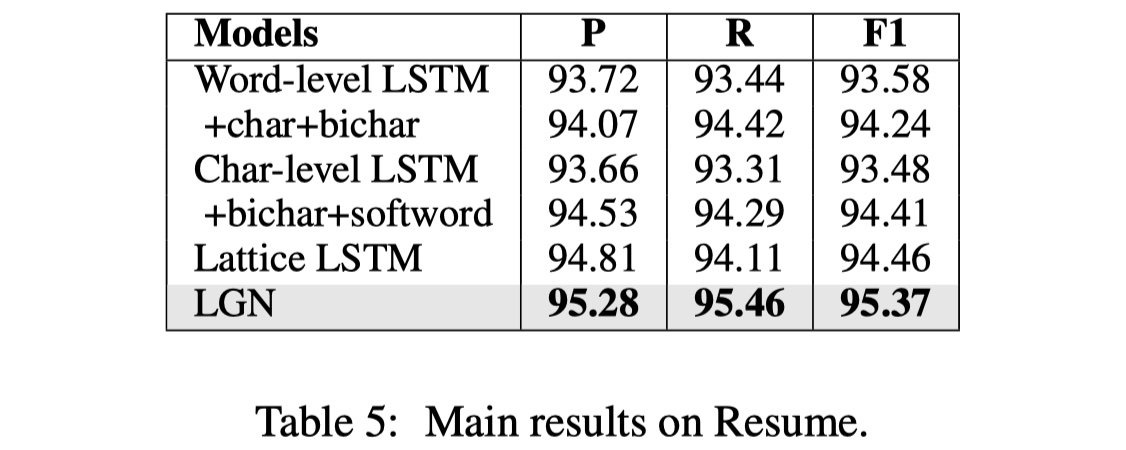 Models P R F1
Word-level LSTM 93.72 93.44 93.58
+char+bichar 94.07 94.42 94.24
Char-level LSTM 93.66 93.31 93.48
+bichar+softword 94.53 94.29 94.41
Lattice LSTM 94.81 94.11 94.46
LGN 95.28 95.46 95.37
Table 5: Main results on Resume.